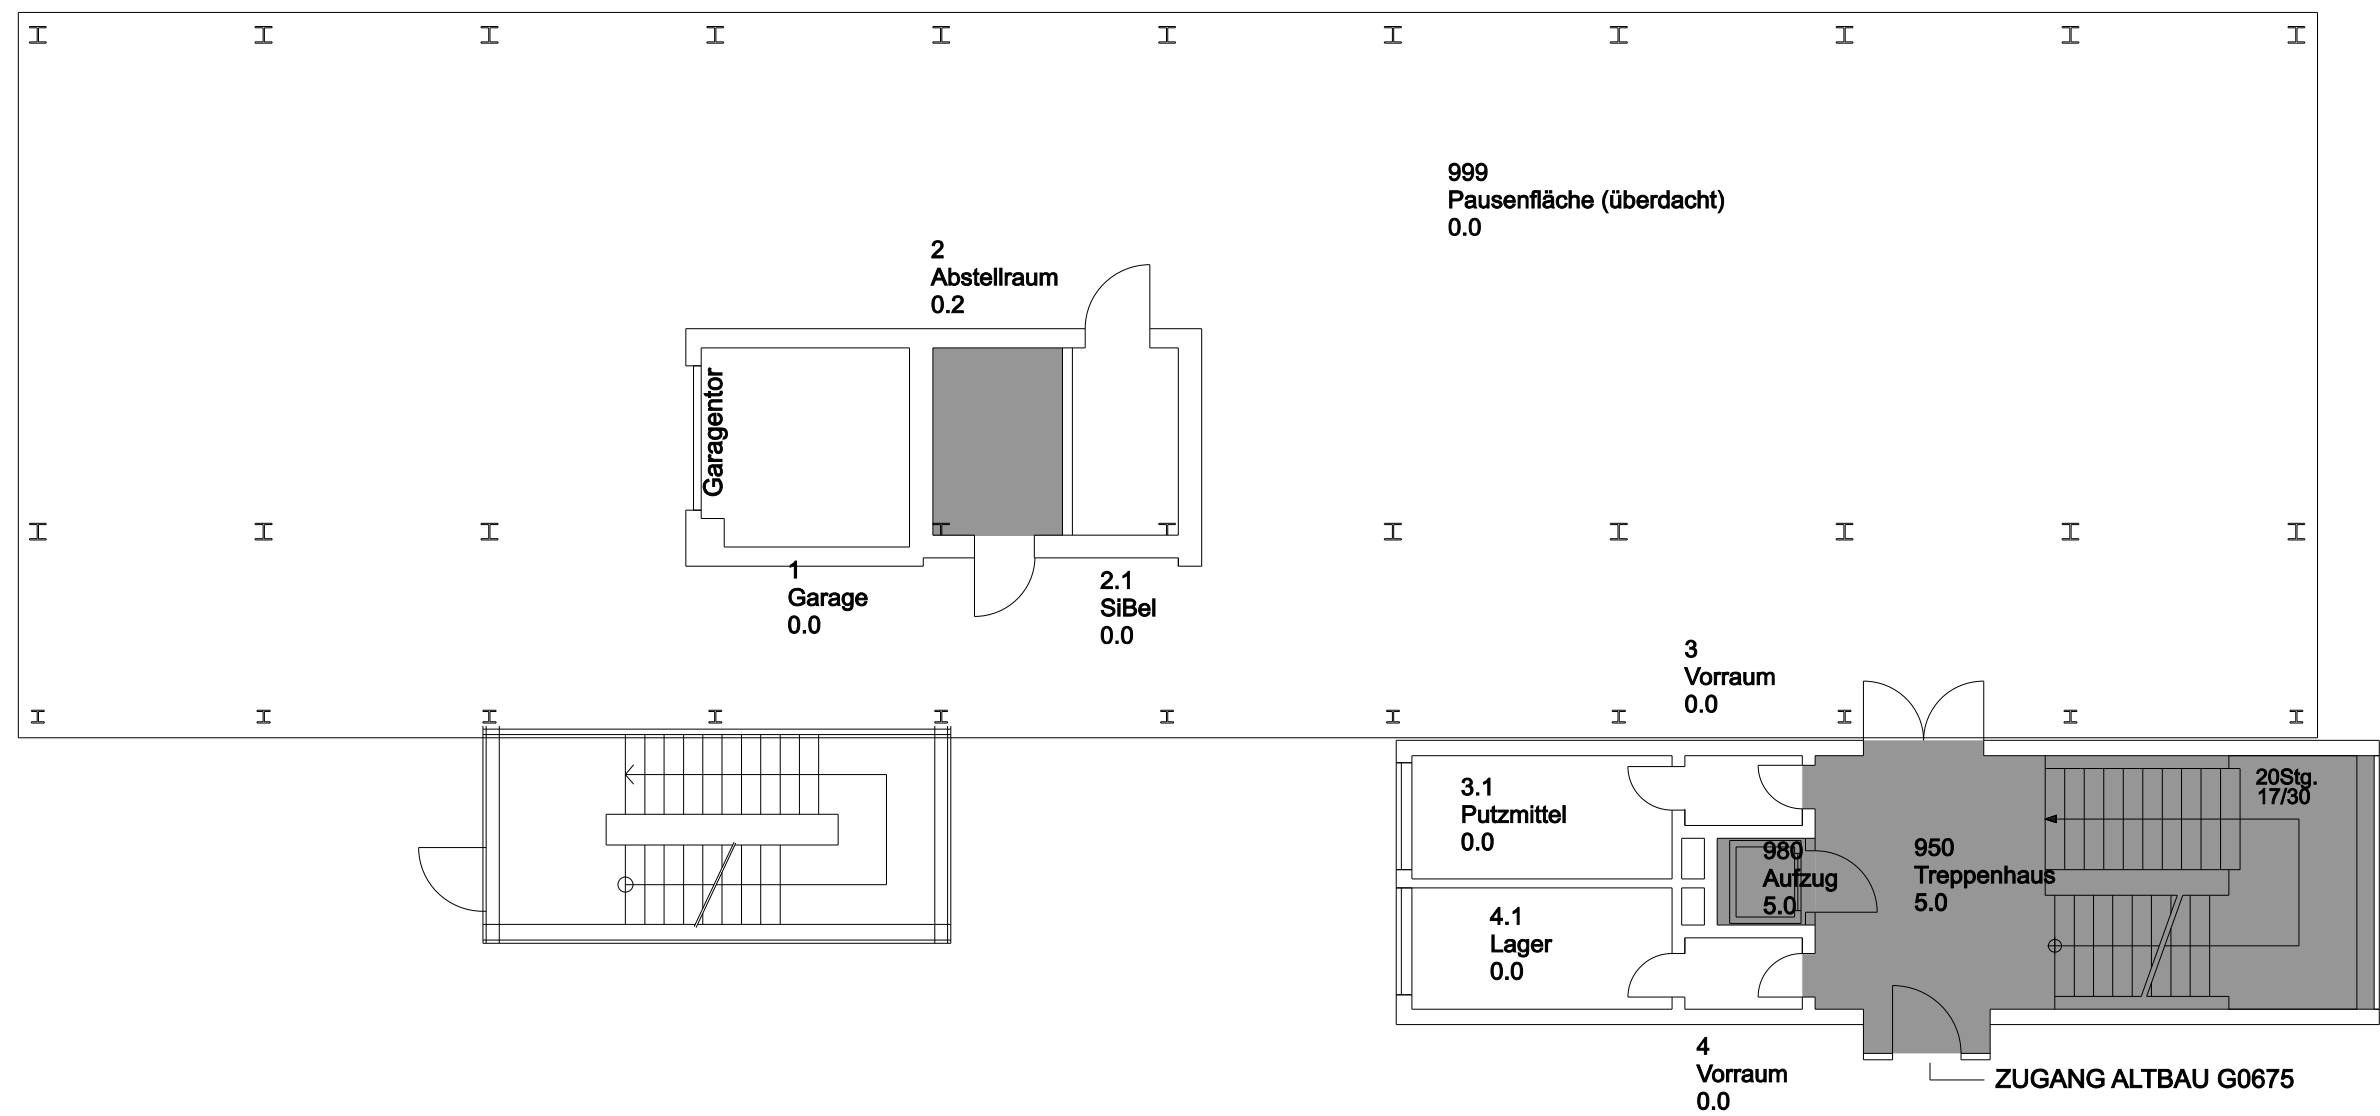 999
Pausenfläche (überdacht)
0.0
2
Abstellraum
0.2
Garagentor
1
Garage
0.0
2.1
SiBel
0.0
3
Vorraum
0.0
3.1
Putzmittel
0.0
20Stg.
17/30
980
Aufzug
5.0
950
Treppenhaus
5.0
4.1
Lager
0.0
4
Vorraum
0.0
ZUGANG ALTBAU G0675